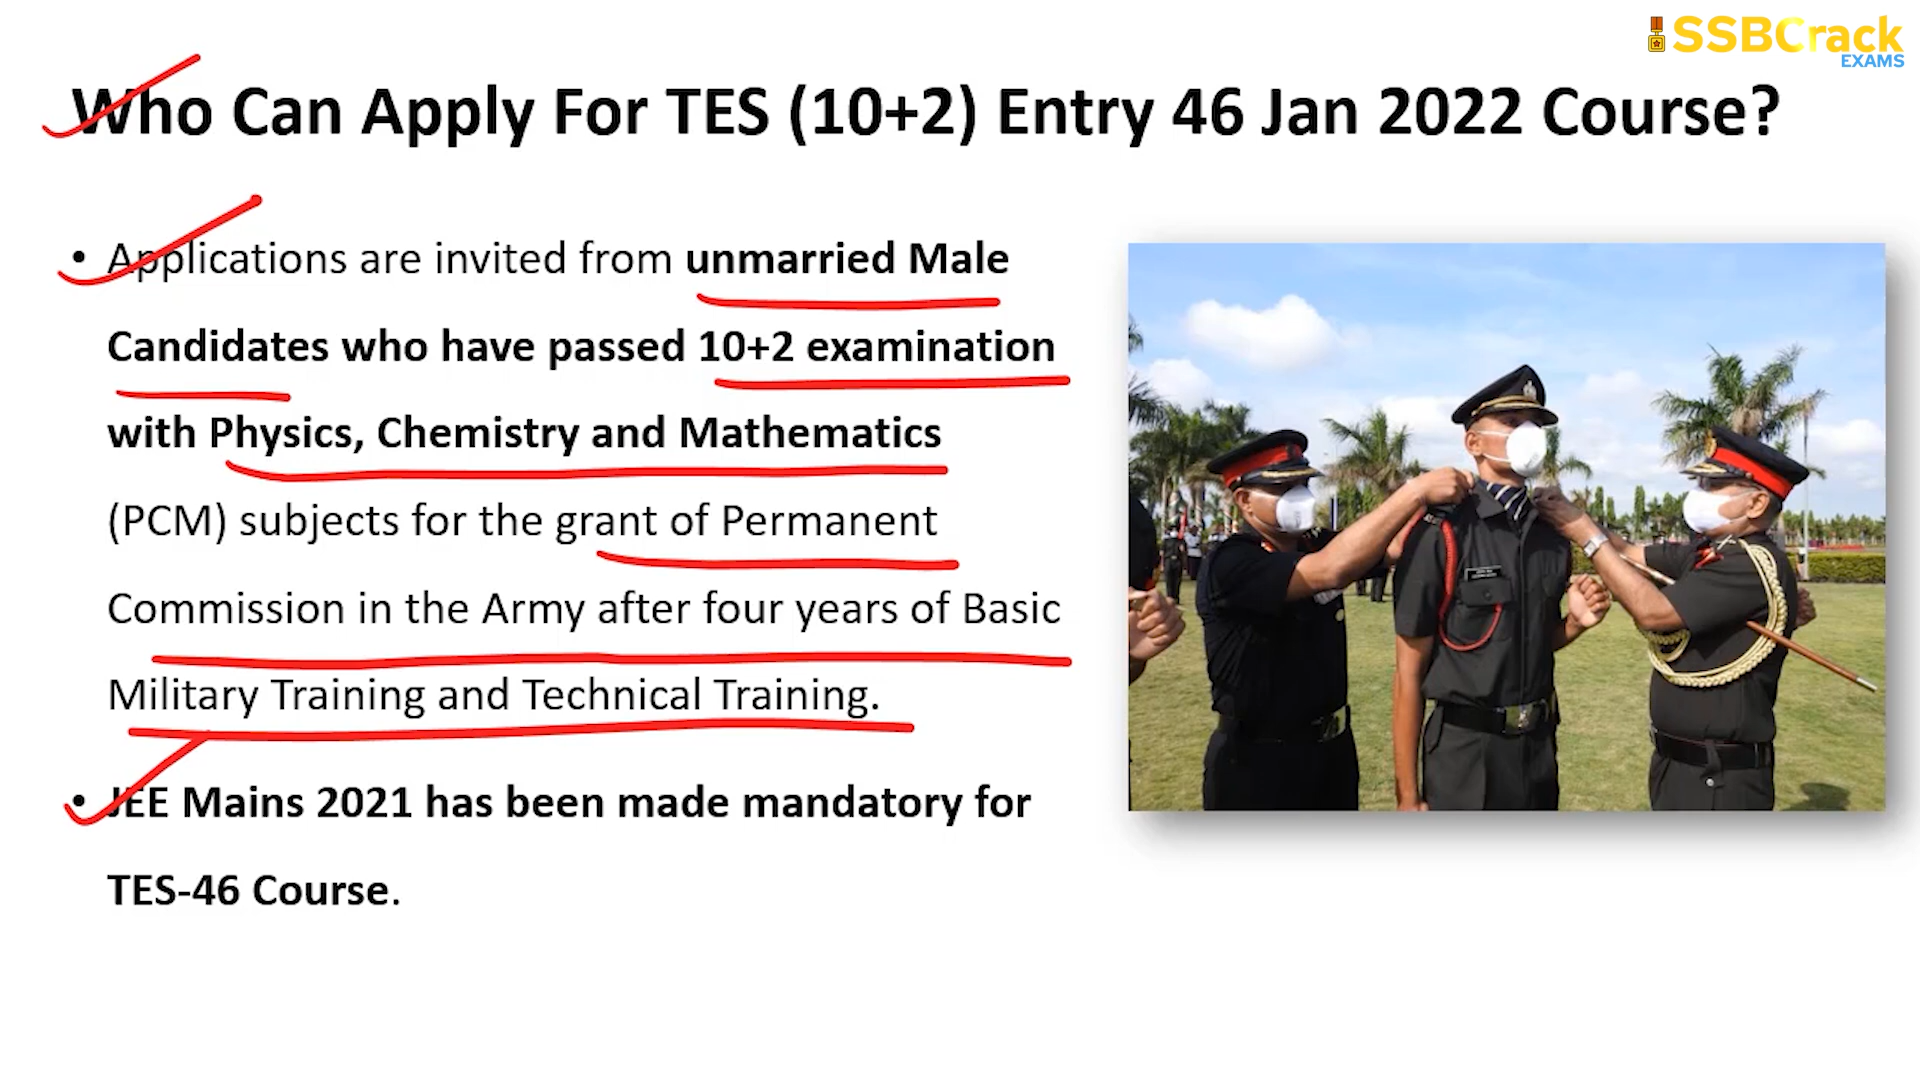 SSBCrack
EXAMS
Who Can Apply For TES (10+2) Entry 46 Jan 2022 Course?
• Applications are invited from unmarried Male
Candidates who have passed 10+2 examination
with Physics, Chemistry and Mathematics
(PCM) subjects for the grant of Permanent
Commission in the Army after four years of Basic
Military Training and Technical Training.
• JEE Mains 2021 has been made mandatory for
TES-46 Course.